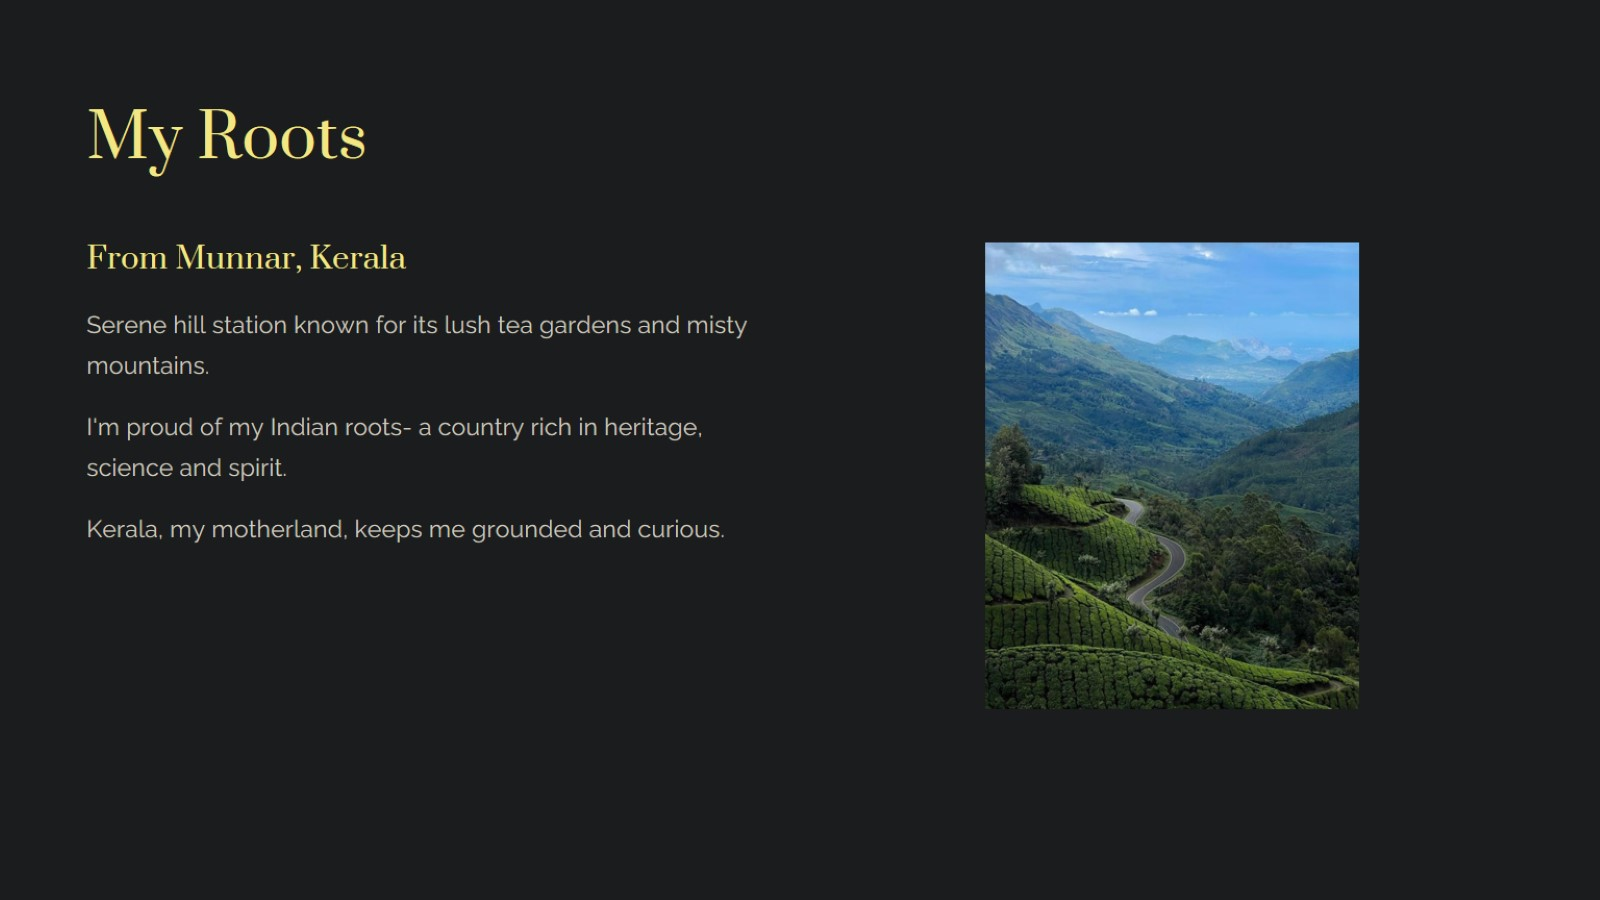 My Roots
From Munnar, Kerala
Serene hill station known for its lush tea gardens and misty
mountains.
I'm proud of my Indian roots- a country rich in heritage,
science and spirit.
Kerala, my motherland, keeps me grounded and curious.